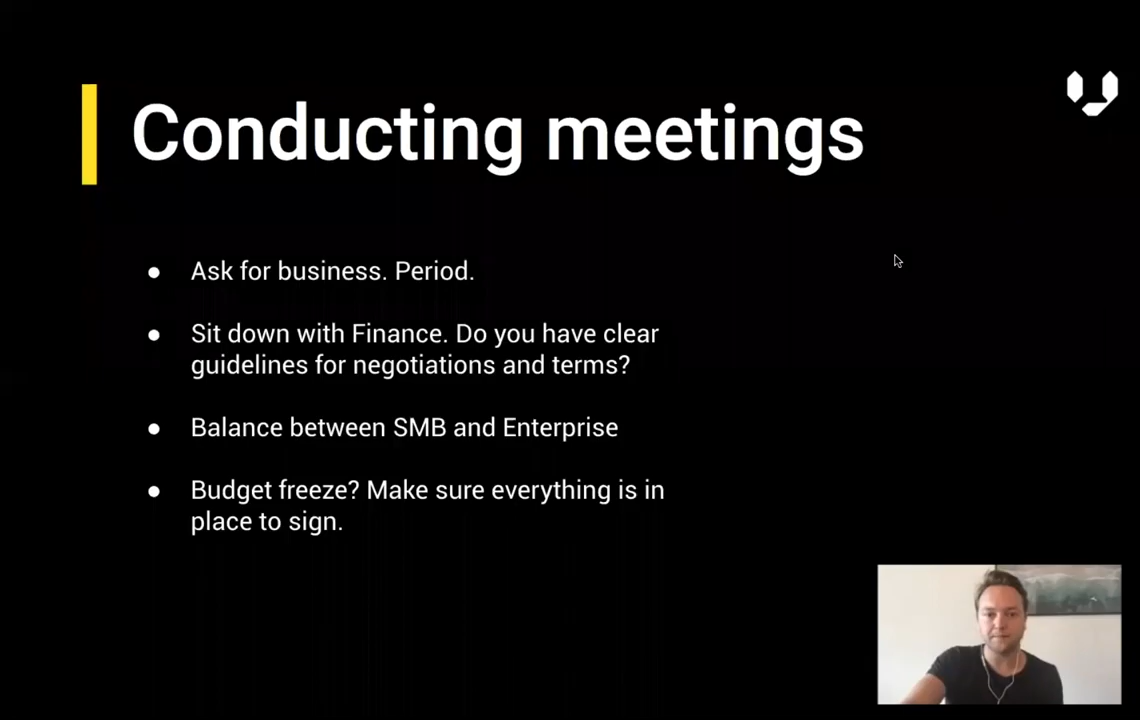 Conducting meetings
● Ask for business. Period.
● Sit down with Finance. Do you have clear
guidelines for negotiations and terms?
● Balance between SMB and Enterprise
● Budget freeze? Make sure everything is in
place to sign.